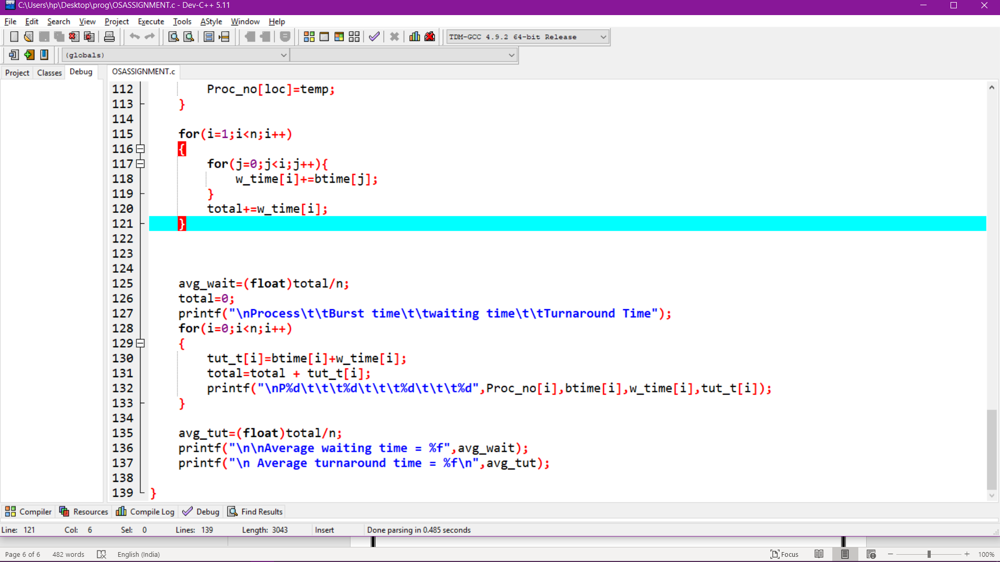 C:\Users\hp\Desktop\prog\OSASSIGNMENT.c - Dev-C++ 5.11
File Edit Search View Project Execute Tools AStyle Window Help
TDM-GCC 4.9.2 64-bit Release
(globals)
Project Classes Debug OSASSIGNMENT.c
112 Proc_no[loc]=temp;
113 }
114
115 for(i=1;i<n;i++)
116 {
117 for(j=0;j<i;j++){
118 w_time[i]+=btime[j];
119 }
120 total+=w_time[i];
121 }
122
123
124
125 avg_wait=(float)total/n;
126 total=0;
127 printf("\nProcess\t\tBurst time\t\twaiting time\t\tTurnaround Time");
128 for(i=0;i<n;i++)
129 {
130 tut_t[i]=btime[i]+w_time[i];
131 total=total + tut_t[i];
132 printf("\nP%d\t\t\t%d\t\t\t%d\t\t\t%d",Proc_no[i],btime[i],w_time[i],tut_t[i]);
133 }
134
135 avg_tut=(float)total/n;
136 printf("\n\nAverage waiting time = %f",avg_wait);
137 printf("\n Average turnaround time = %f\n",avg_tut);
138
139 }
Compiler Resources Compile Log Debug Find Results
Line: 121 Col: 6 Sel: 0 Lines: 139 Length: 3043 Insert Done parsing in 0.485 seconds
Page 6 of 6 482 words English (India) Focus 100%